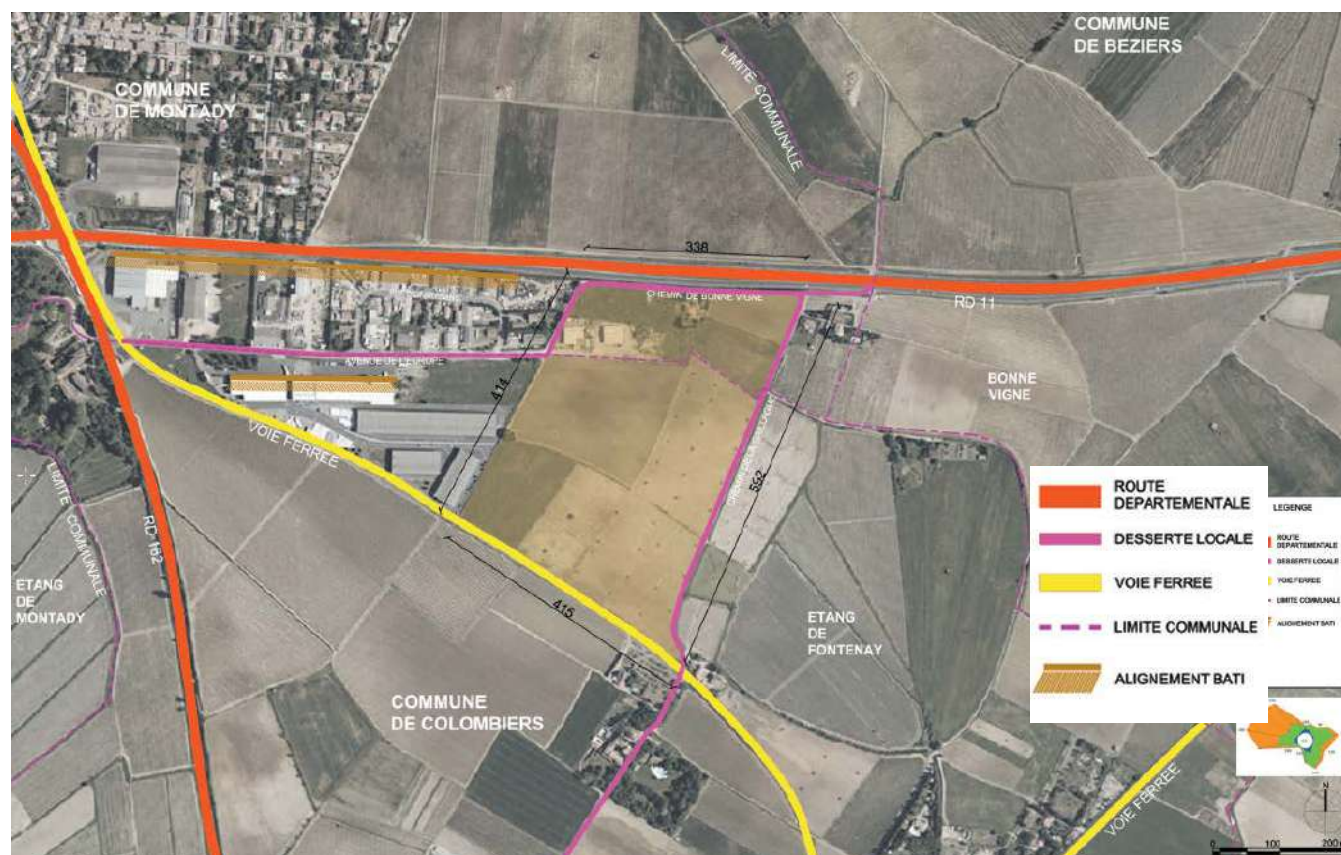 COMMUNE
DE MONTADY
COMMUNE
DE BEZIERS
LIMITE COMMUNALE
338
CHEMIN DE BONNE VIGNE
RD 11
AVENUE DE L'EUROPE
414
BONNE
VIGNE
VOIE FERREE
552
LIMITE COMMUNALE
RD 162
ETANG
DE
MONTADY
415
ETANG
DE
FONTENAY
COMMUNE
DE COLOMBIERS
VOIE FERREE
ROUTE
DEPARTEMENTALE
DESSERTE LOCALE
VOIE FERREE
LIMITE COMMUNALE
ALIGNEMENT BATI
LEGENGE
ROUTE
DEPARTEMENTALE
DESSERTE LOCALE
VOIE FERREE
LIMITE COMMUNALE
ALIGNEMENT BATI
N
0 100 200